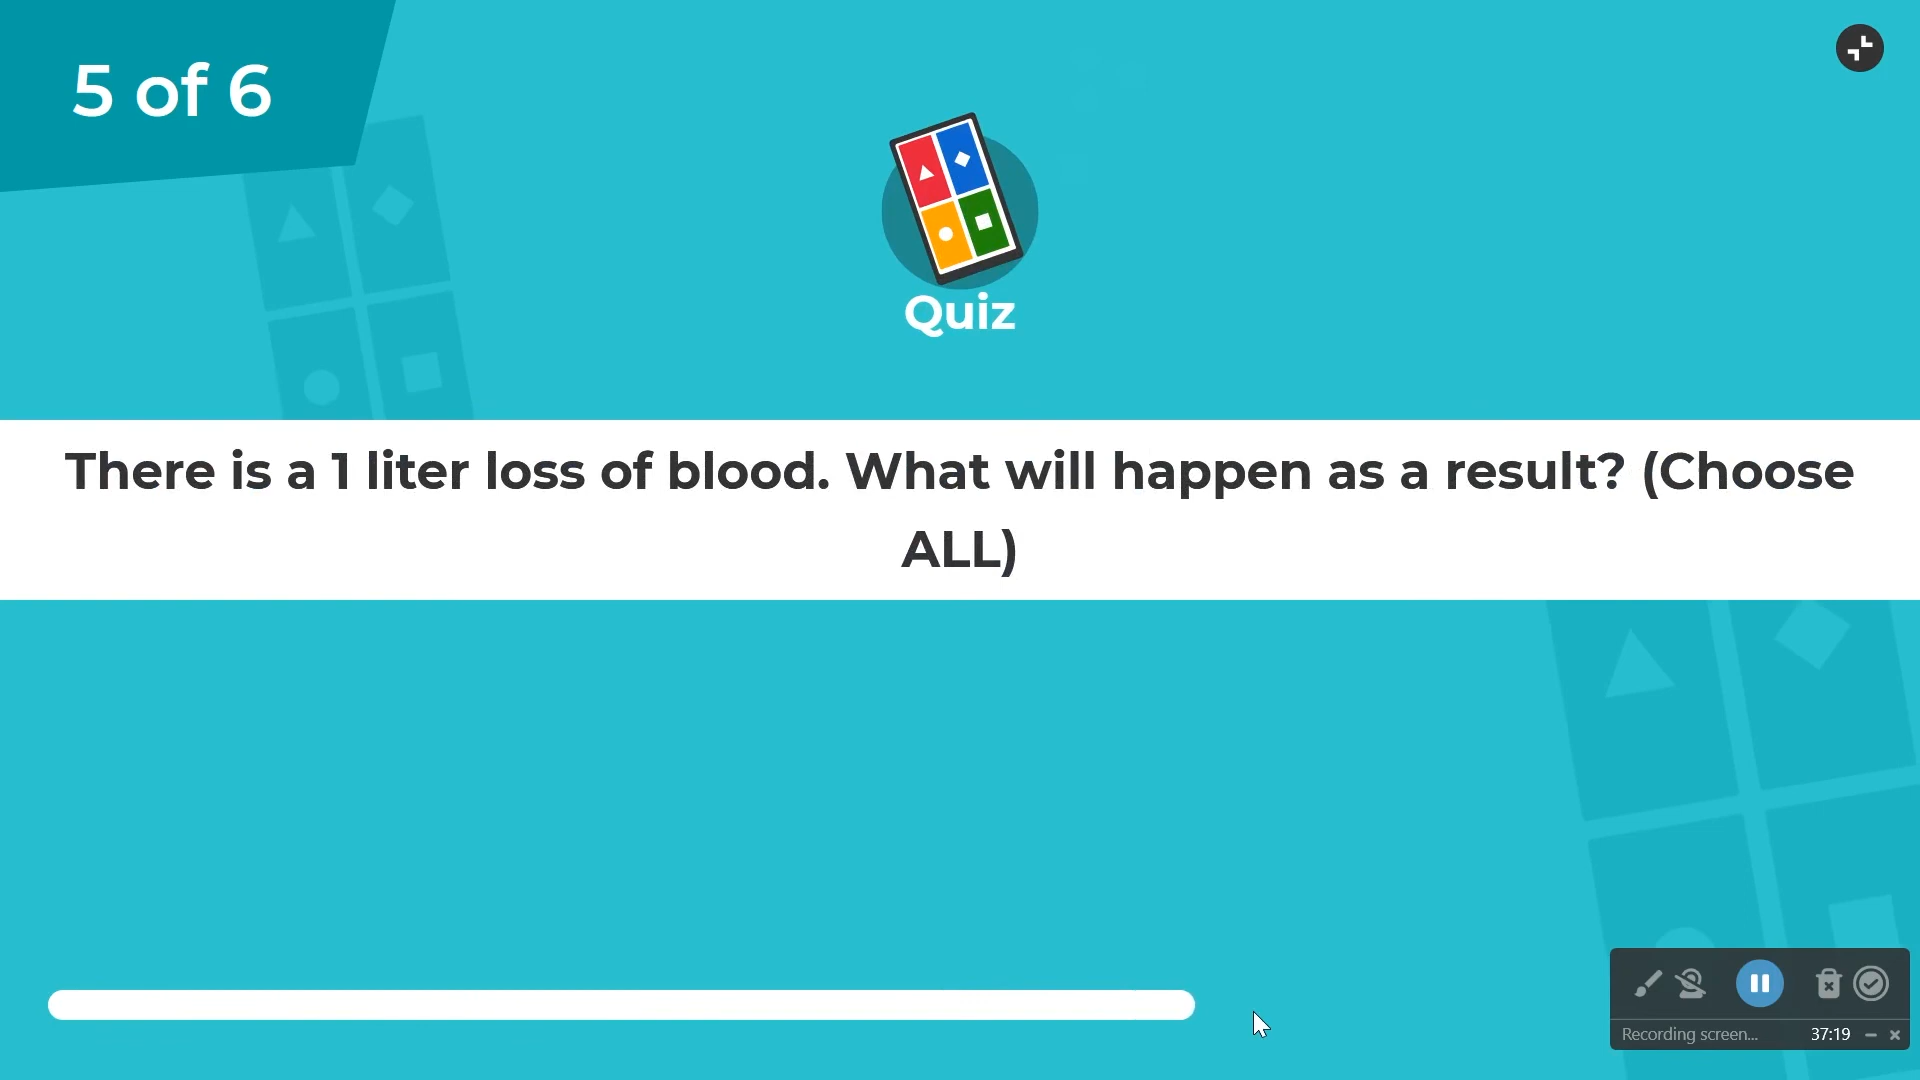 5 of 6
Quiz
There is a 1 liter loss of blood. What will happen as a result? (Choose
ALL)
Recording screen... 37:19